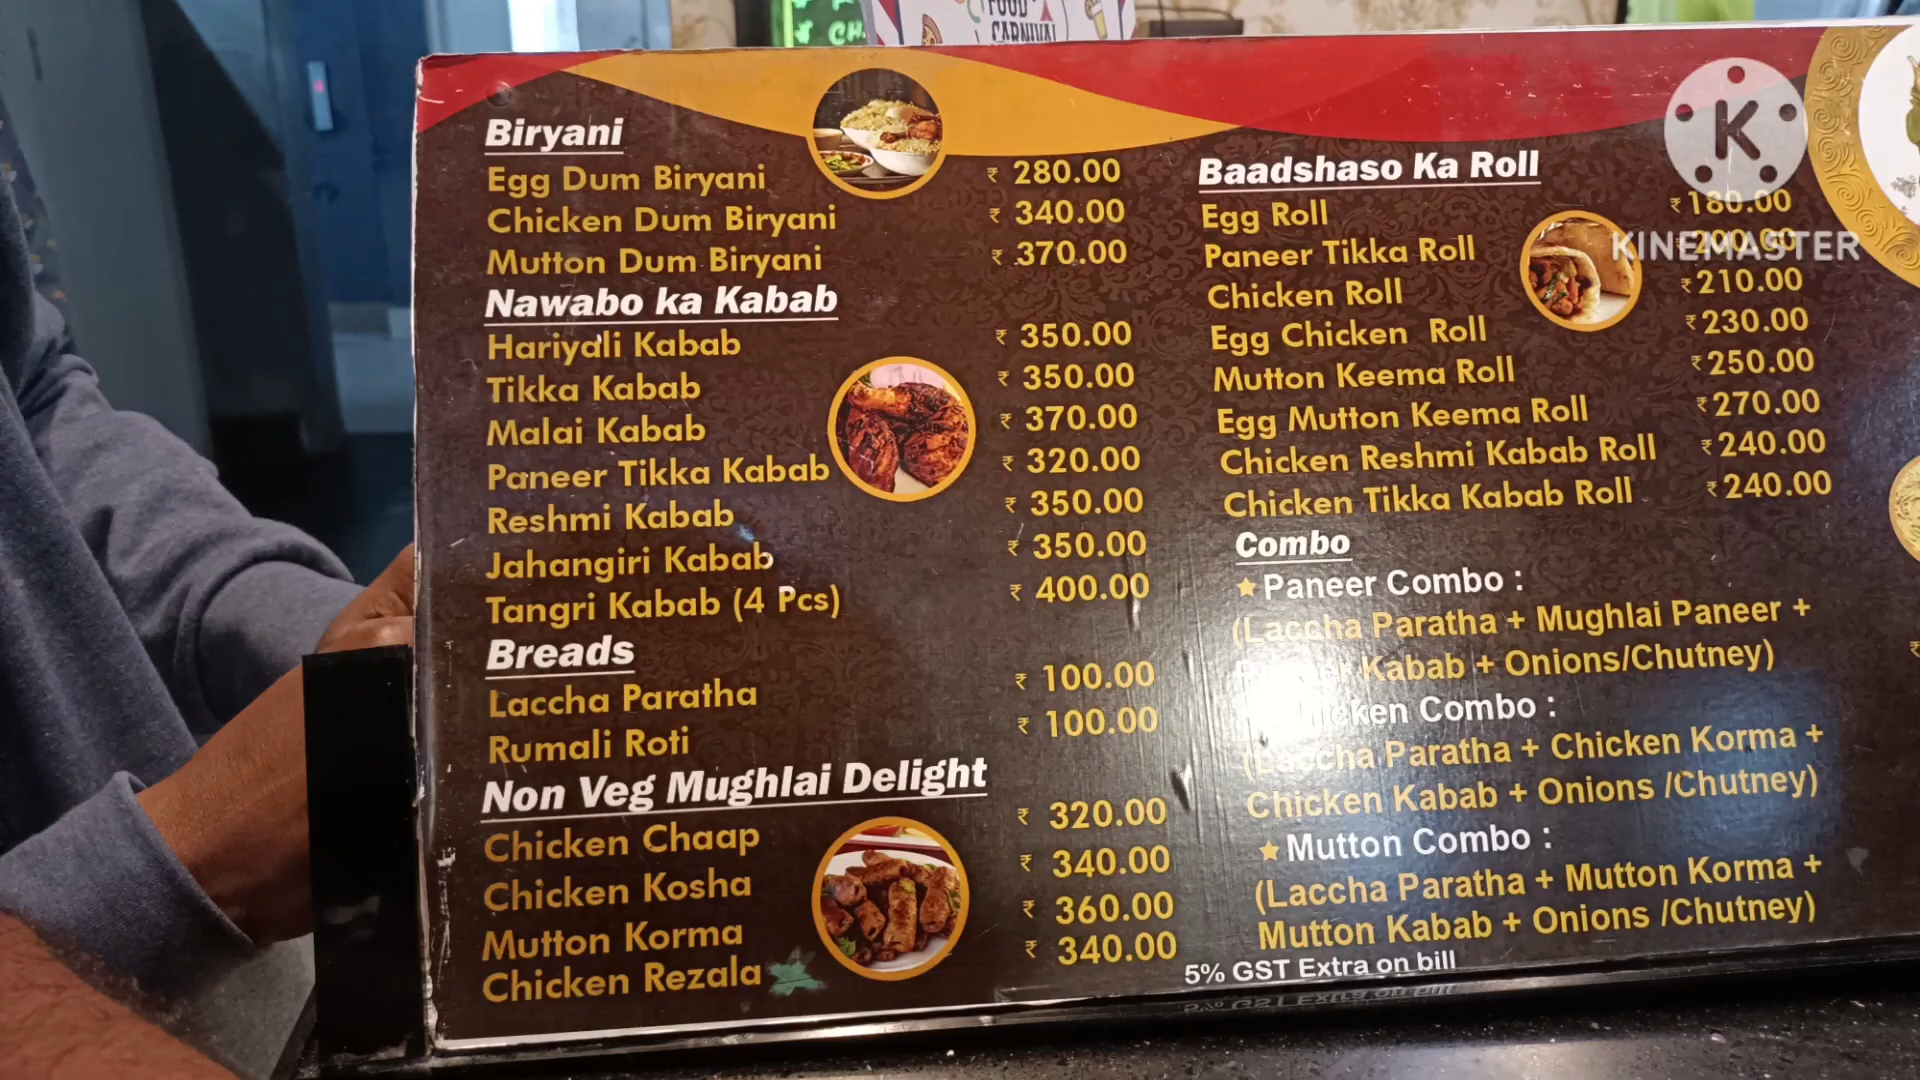 FOOD
CARNIVAL
CH
Biryani
Egg Dum Biryani ₹ 280.00
Chicken Dum Biryani ₹ 340.00
Mutton Dum Biryani ₹ 370.00
Nawabo ka Kabab
Hariyali Kabab ₹ 350.00
Tikka Kabab ₹ 350.00
Malai Kabab ₹ 370.00
Paneer Tikka Kabab ₹ 320.00
Reshmi Kabab ₹ 350.00
Jahangiri Kabab ₹ 350.00
Tangri Kabab (4 Pcs) ₹ 400.00
Breads
Laccha Paratha ₹ 100.00
Rumali Roti ₹ 100.00
Non Veg Mughlai Delight
Chicken Chaap ₹ 320.00
Chicken Kosha ₹ 340.00
Mutton Korma ₹ 360.00
Chicken Rezala ₹ 340.00
Baadshaso Ka Roll
Egg Roll ₹180.00
Paneer Tikka Roll ₹200.00
Chicken Roll ₹210.00
Egg Chicken Roll ₹230.00
Mutton Keema Roll ₹250.00
Egg Mutton Keema Roll ₹270.00
Chicken Reshmi Kabab Roll ₹240.00
Chicken Tikka Kabab Roll ₹240.00
Combo
Paneer Combo :
(Laccha Paratha + Mughlai Paneer +
Kabab + Onions/Chutney)
Chicken Combo :
(Laccha Paratha + Chicken Korma +
Chicken Kabab + Onions /Chutney)
Mutton Combo :
(Laccha Paratha + Mutton Korma +
Mutton Kabab + Onions /Chutney)
5% GST Extra on bill
K
KINEMASTER